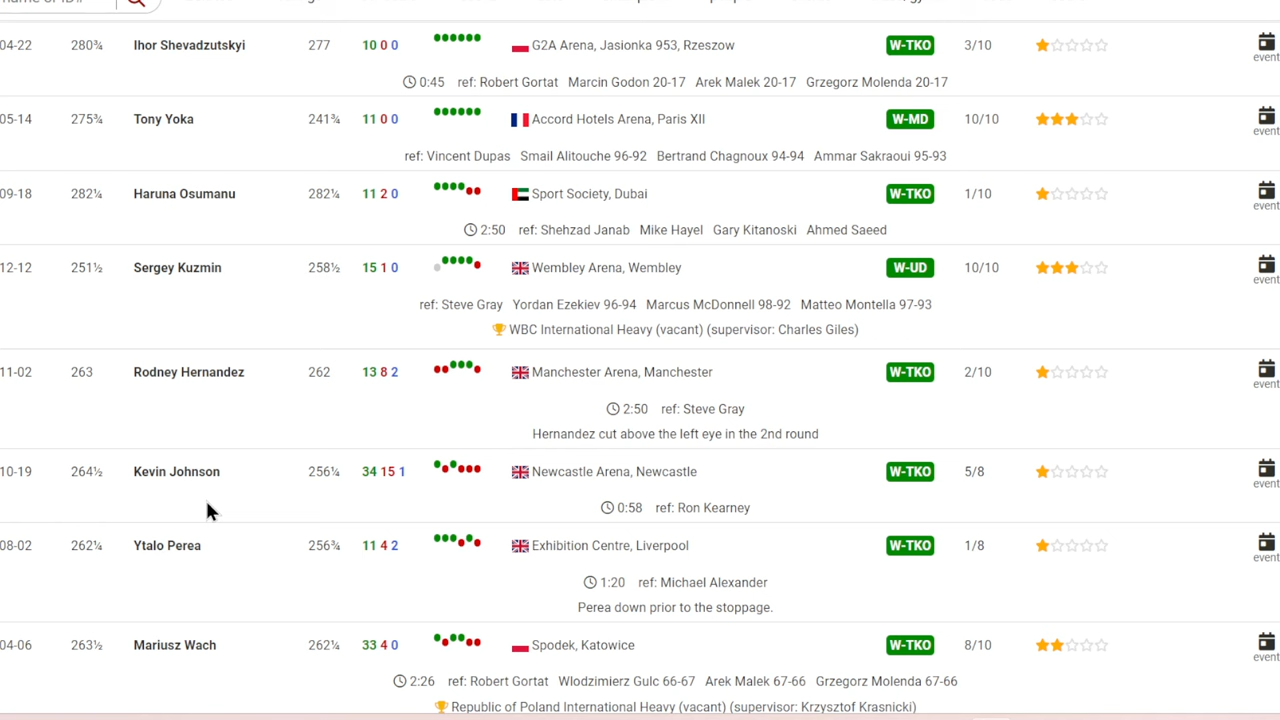 04-22 280¾ Ihor Shevadzutskyi 277 10 0 0 G2A Arena, Jasionka 953, Rzeszow W-TKO 3/10
event
0:45 ref: Robert Gortat Marcin Godon 20-17 Arek Malek 20-17 Grzegorz Molenda 20-17
05-14 275¾ Tony Yoka 241¾ 11 0 0 Accord Hotels Arena, Paris XII W-MD 10/10
event
ref: Vincent Dupas Smail Alitouche 96-92 Bertrand Chagnoux 94-94 Ammar Sakraoui 95-93
09-18 282¼ Haruna Osumanu 282¼ 11 2 0 Sport Society, Dubai W-TKO 1/10
event
2:50 ref: Shehzad Janab Mike Hayel Gary Kitanoski Ahmed Saeed
12-12 251½ Sergey Kuzmin 258½ 15 1 0 Wembley Arena, Wembley W-UD 10/10
event
ref: Steve Gray Yordan Ezekiev 96-94 Marcus McDonnell 98-92 Matteo Montella 97-93
WBC International Heavy (vacant) (supervisor: Charles Giles)
11-02 263 Rodney Hernandez 262 13 8 2 Manchester Arena, Manchester W-TKO 2/10
event
2:50 ref: Steve Gray
Hernandez cut above the left eye in the 2nd round
10-19 264½ Kevin Johnson 256¼ 34 15 1 Newcastle Arena, Newcastle W-TKO 5/8
event
0:58 ref: Ron Kearney
08-02 262¼ Ytalo Perea 256¾ 11 4 2 Exhibition Centre, Liverpool W-TKO 1/8
event
1:20 ref: Michael Alexander
Perea down prior to the stoppage.
04-06 263½ Mariusz Wach 262¼ 33 4 0 Spodek, Katowice W-TKO 8/10
event
2:26 ref: Robert Gortat Wlodzimierz Gulc 66-67 Arek Malek 67-66 Grzegorz Molenda 67-66
Republic of Poland International Heavy (vacant) (supervisor: Krzysztof Krasnicki)